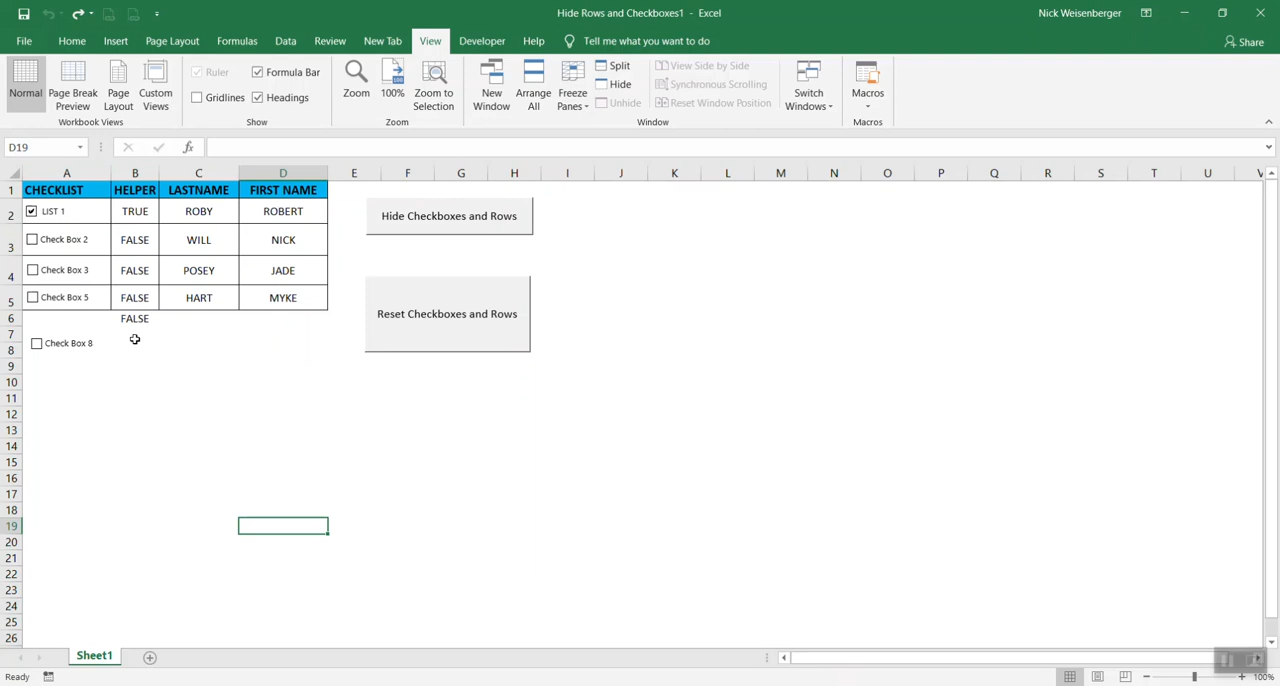 Hide Rows and Checkboxes1 - Excel
Nick Weisenberger
File Home Insert Page Layout Formulas Data Review New Tab View Developer Help Tell me what you want to do Share
Normal
Page Break Preview
Page Layout
Custom Views
Workbook Views
Ruler
Formula Bar
Gridlines
Headings
Show
Zoom
100%
Zoom to Selection
Zoom
New Window
Arrange All
Freeze Panes
Split
Hide
Unhide
View Side by Side
Synchronous Scrolling
Reset Window Position
Window
Switch Windows
Macros
Macros
D19 fx
A B C D E F G H I J K L M N O P Q R S T U V
1 CHECKLIST HELPER LASTNAME FIRST NAME
2 LIST 1 TRUE ROBY ROBERT
3 Check Box 2 FALSE WILL NICK
4 Check Box 3 FALSE POSEY JADE
5 Check Box 5 FALSE HART MYKE
6 FALSE
7
8 Check Box 8
9
10
11
12
13
14
15
16
17
18
19
20
21
22
23
24
25
26
Hide Checkboxes and Rows
Reset Checkboxes and Rows
Sheet1
Ready
100%